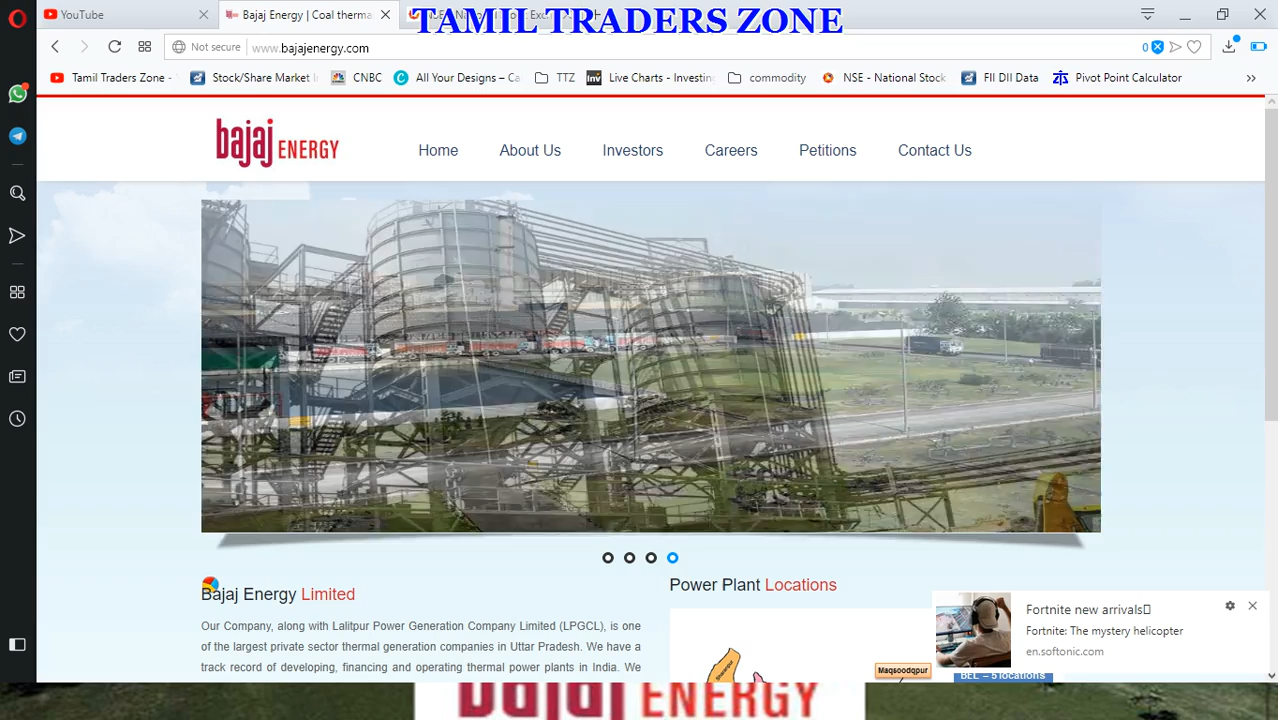 YouTube
Bajaj Energy | Coal therma
TAMIL TRADERS ZONE
Not secure
www.bajajenergy.com
0
Tamil Traders Zone -
Stock/Share Market I
CNBC
All Your Designs – Ca
TTZ
Live Charts - Investin
commodity
NSE - National Stock
FII DII Data
Pivot Point Calculator
bajaj ENERGY
Home
About Us
Investors
Careers
Petitions
Contact Us
Bajaj Energy Limited
Our Company, along with Lalitpur Power Generation Company Limited (LPGCL), is one
of the largest private sector thermal generation companies in Uttar Pradesh. We have a
track record of developing, financing and operating thermal power plants in India. We
Power Plant Locations
Maqsoodqpur
BEL – 5 locations
Fortnite new arrivals
Fortnite: The mystery helicopter
en.softonic.com
bajaj ENERGY